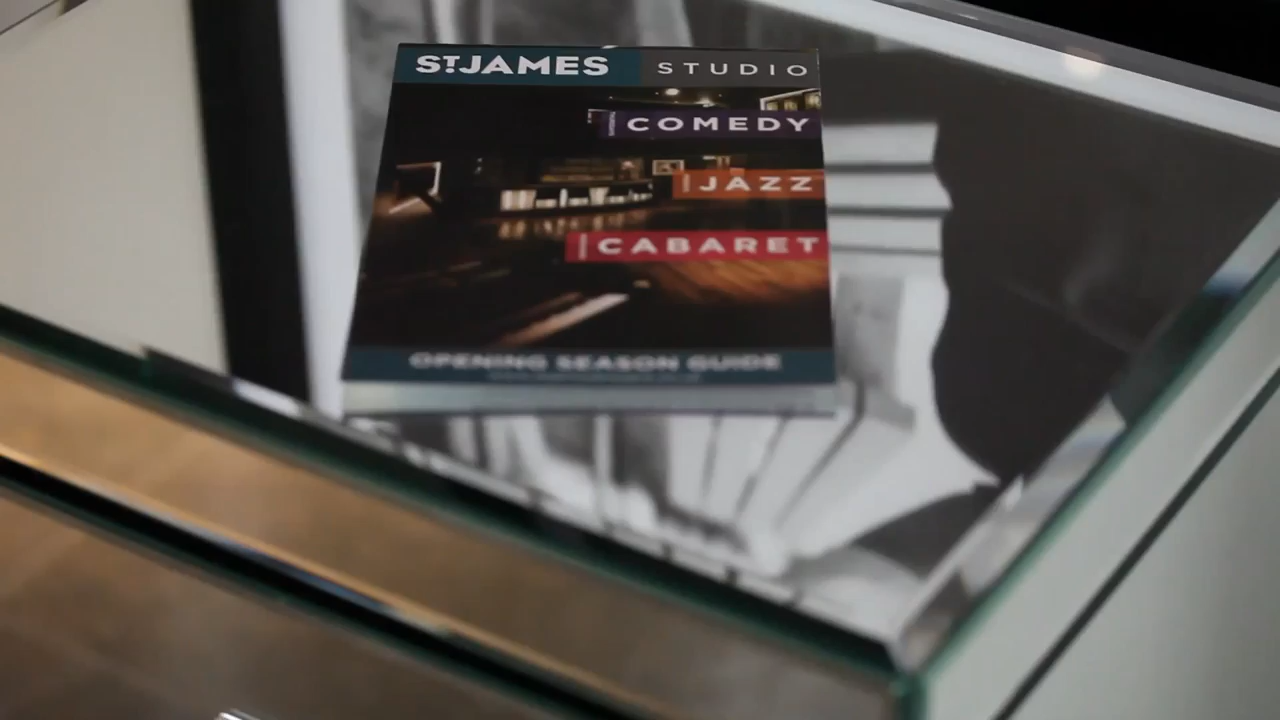 ST.JAMES STUDIO
COMEDY
JAZZ
CABARET
OPENING SEASON GUIDE